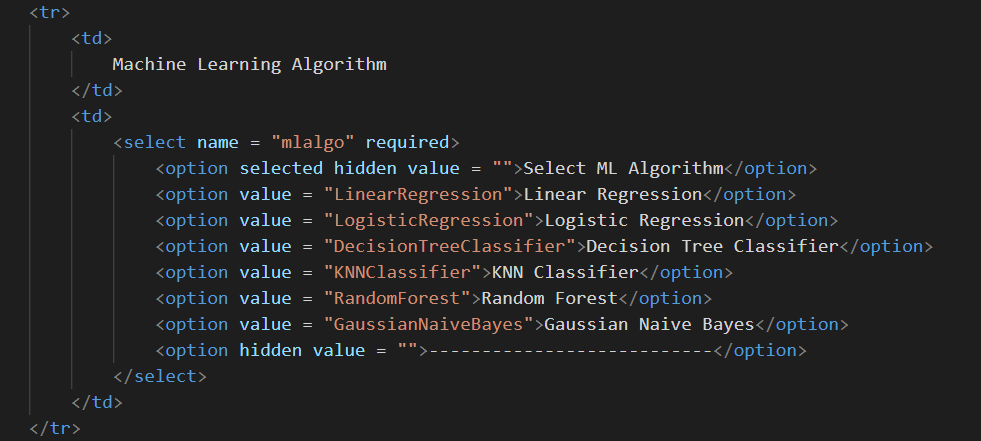 <tr>
<td>
Machine Learning Algorithm
</td>
<td>
<select name = "mlalgo" required>
<option selected hidden value = "">Select ML Algorithm</option>
<option value = "LinearRegression">Linear Regression</option>
<option value = "LogisticRegression">Logistic Regression</option>
<option value = "DecisionTreeClassifier">Decision Tree Classifier</option>
<option value = "KNNClassifier">KNN Classifier</option>
<option value = "RandomForest">Random Forest</option>
<option value = "GaussianNaiveBayes">Gaussian Naive Bayes</option>
<option hidden value = "">---------------------------</option>
</select>
</td>
</tr>